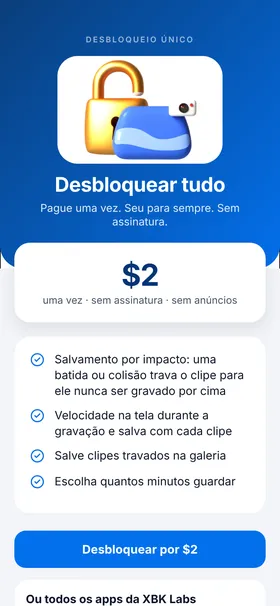 DESBLOQUEIO ÚNICO
Desbloquear tudo
Pague uma vez. Seu para sempre. Sem
assinatura.
$2
uma vez · sem assinatura · sem anúncios
Salvamento por impacto: uma
batida ou colisão trava o clipe para
ele nunca ser gravado por cima
Velocidade na tela durante a
gravação e salva com cada clipe
Salve clipes travados na galeria
Escolha quantos minutos guardar
Desbloquear por $2
Ou todos os apps da XBK Labs